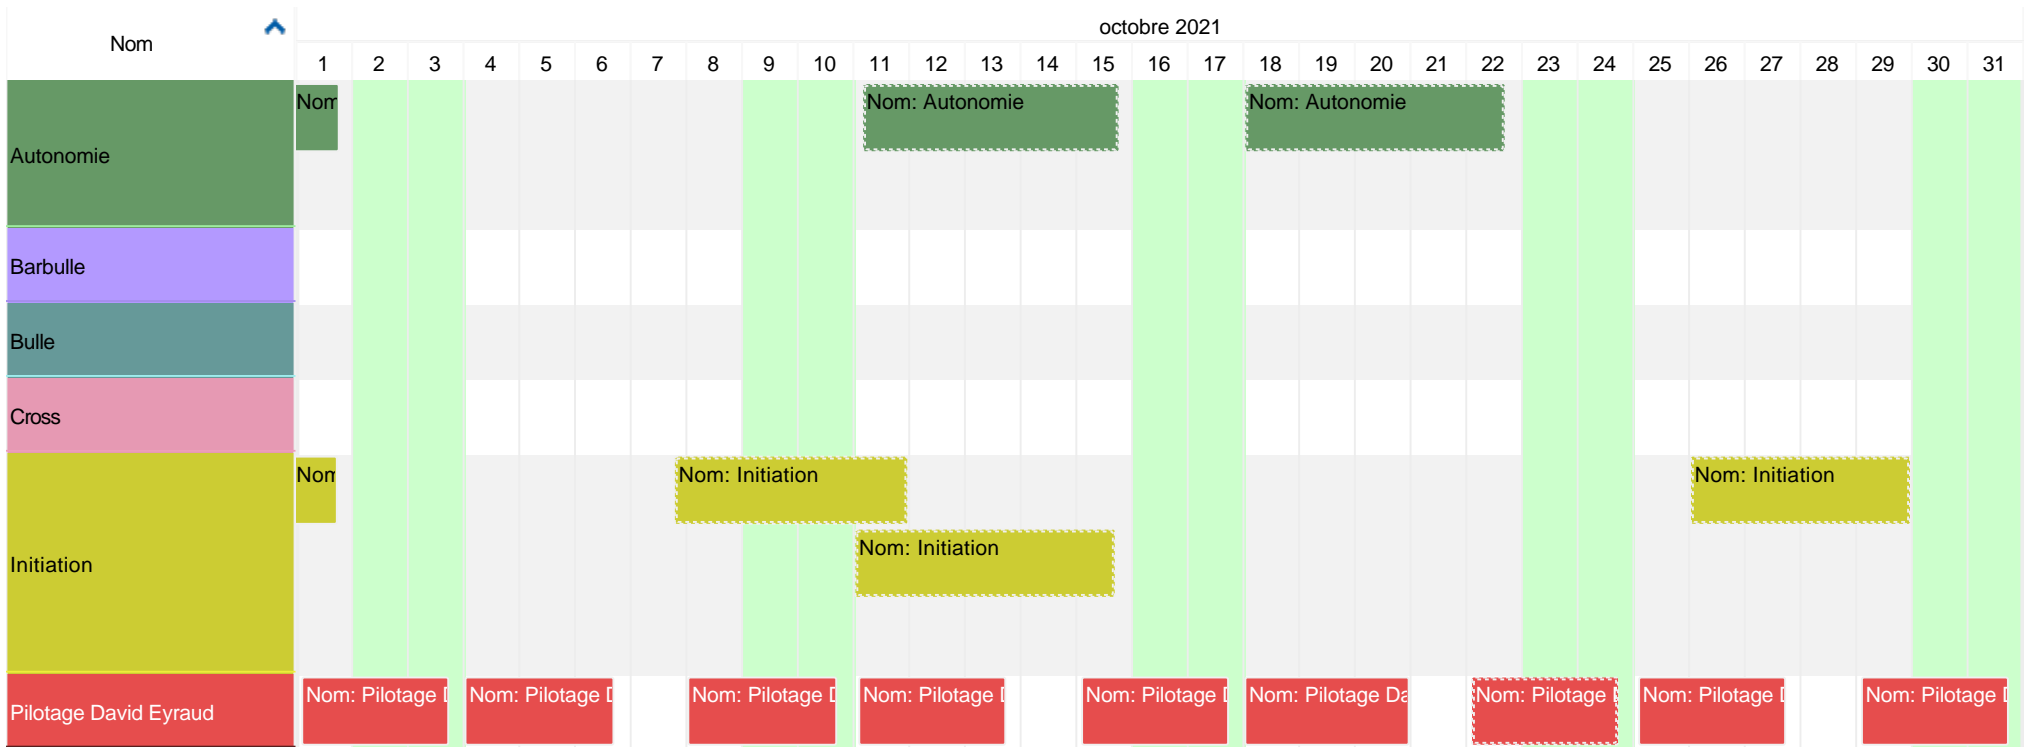 Nom
octobre 2021
1 2 3 4 5 6 7 8 9 10 11 12 13 14 15 16 17 18 19 20 21 22 23 24 25 26 27 28 29 30 31
Autonomie
Nom
Nom: Autonomie
Nom: Autonomie
Barbulle
Bulle
Cross
Initiation
Nom
Nom: Initiation
Nom: Initiation
Nom: Initiation
Pilotage David Eyraud
Nom: Pilotage D
Nom: Pilotage D
Nom: Pilotage D
Nom: Pilotage D
Nom: Pilotage D
Nom: Pilotage Da
Nom: Pilotage
Nom: Pilotage D
Nom: Pilotage D